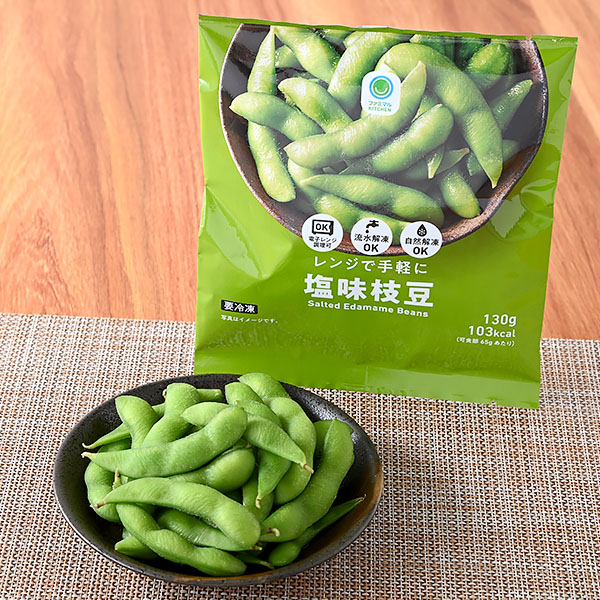 ファミマル
KITCHEN
OK
電子レンジ
調理可
流水解凍
OK
自然解凍
OK
レンジで手軽に
塩味枝豆
Salted Edamame Beans
要冷凍
写真はイメージです。
130g
103kcal
(可食部 65gあたり)